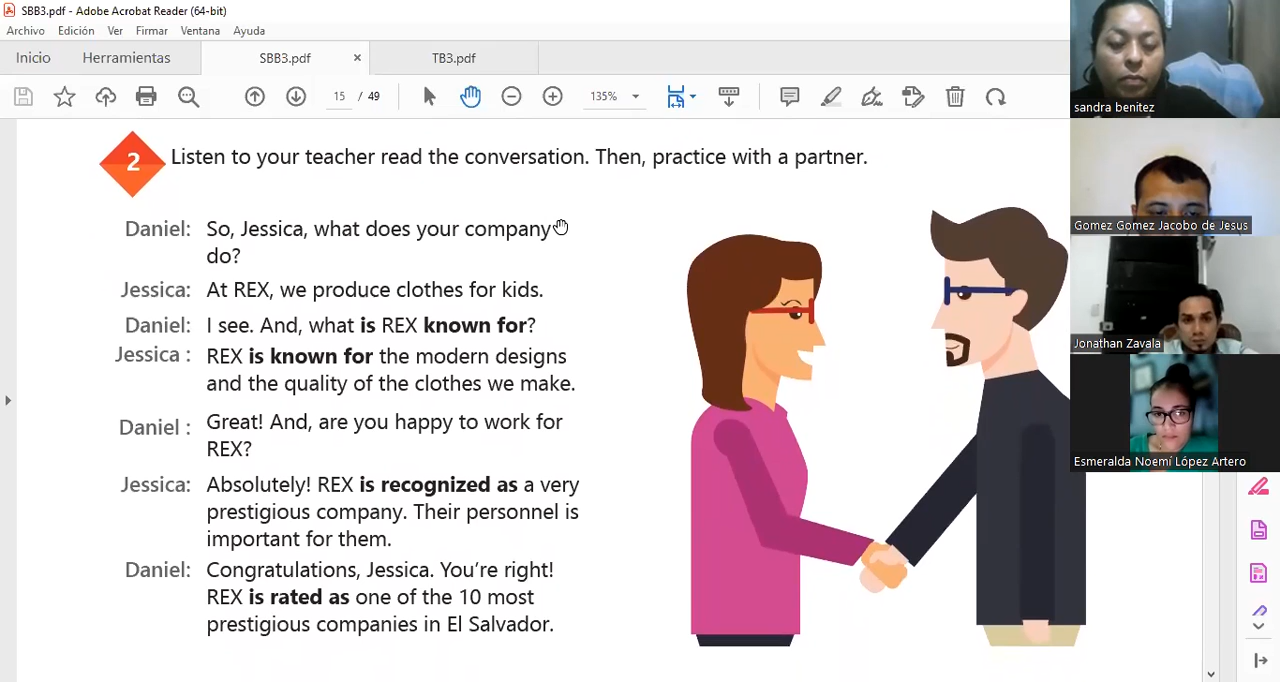 SBB3.pdf - Adobe Acrobat Reader (64-bit)
Archivo Edición Ver Firmar Ventana Ayuda
Inicio Herramientas SBB3.pdf × TB3.pdf
15 / 49 135%
2 Listen to your teacher read the conversation. Then, practice with a partner.
Daniel: So, Jessica, what does your company
do?
Jessica: At REX, we produce clothes for kids.
Daniel: I see. And, what is REX known for?
Jessica : REX is known for the modern designs
and the quality of the clothes we make.
Daniel : Great! And, are you happy to work for
REX?
Jessica: Absolutely! REX is recognized as a very
prestigious company. Their personnel is
important for them.
Daniel: Congratulations, Jessica. You’re right!
REX is rated as one of the 10 most
prestigious companies in El Salvador.
sandra benitez
Gomez Gomez Jacobo de Jesus
Jonathan Zavala
Esmeralda Noemí López Artero